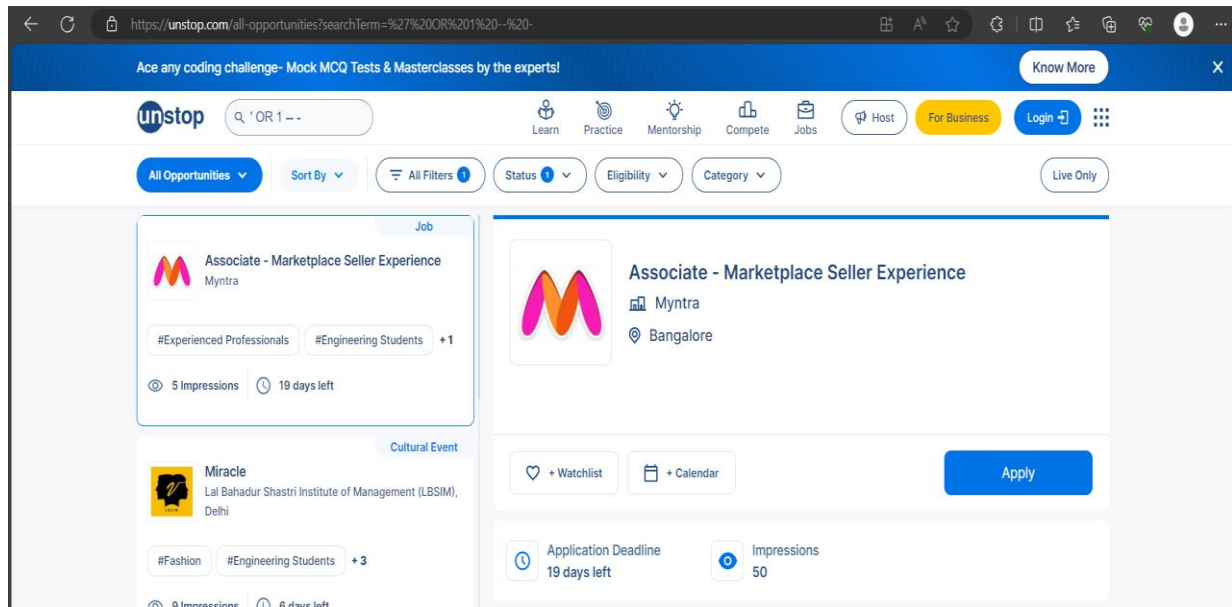 https://unstop.com/all-opportunities?searchTerm=%27%20OR%201%20--%20-
Ace any coding challenge- Mock MCQ Tests & Masterclasses by the experts!
Know More
X
unstop
' OR 1 -- -
Learn
Practice
Mentorship
Compete
Jobs
Host
For Business
Login
All Opportunities
Sort By
All Filters 1
Status 1
Eligibility
Category
Live Only
Job
Associate - Marketplace Seller Experience
Myntra
#Experienced Professionals #Engineering Students + 1
5 Impressions 19 days left
Cultural Event
Miracle
Lal Bahadur Shastri Institute of Management (LBSIM),
Delhi
#Fashion #Engineering Students + 3
9 Impressions 6 days left
Associate - Marketplace Seller Experience
Myntra
Bangalore
+ Watchlist
+ Calendar
Apply
Application Deadline
19 days left
Impressions
50